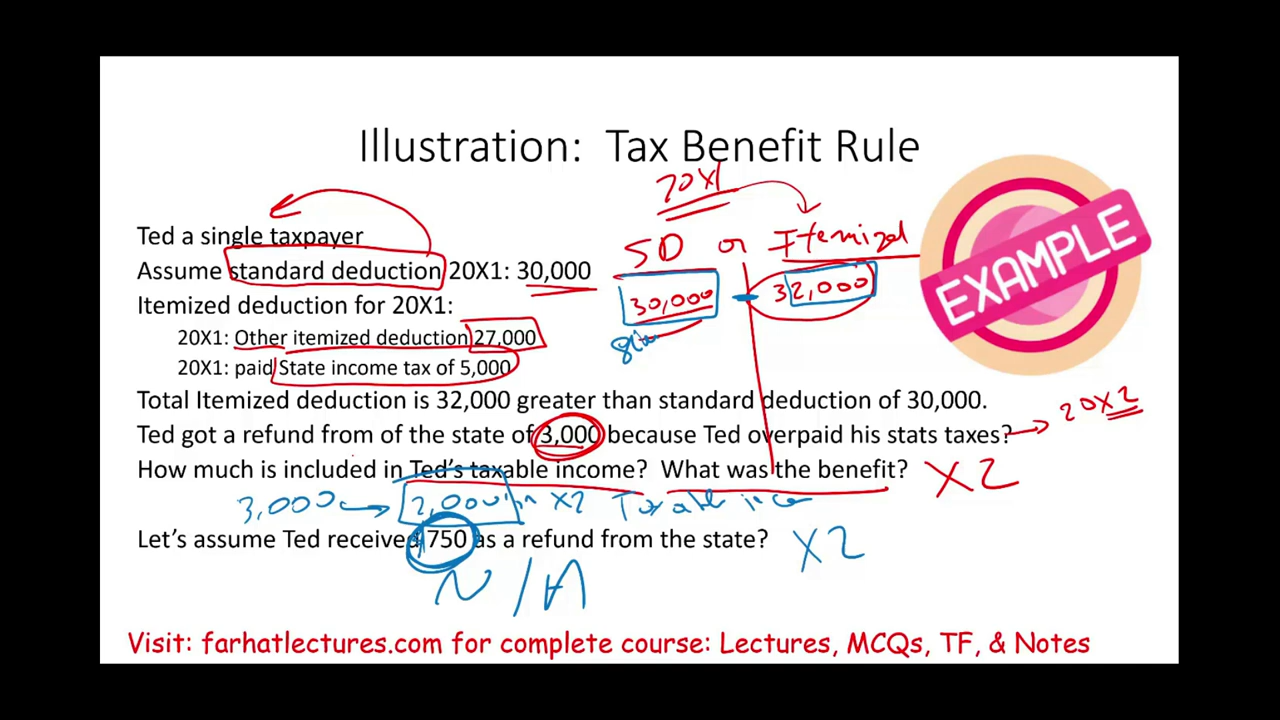 Illustration: Tax Benefit Rule
20X1
Ted a single taxpayer
SD or Itemized
Assume standard deduction 20X1: 30,000
30,000 32,000
Itemized deduction for 20X1:
20X1: Other itemized deduction 27,000
20X1: paid State income tax of 5,000
Total Itemized deduction is 32,000 greater than standard deduction of 30,000.
Ted got a refund from of the state of 3,000 because Ted overpaid his stats taxes?
20X2
How much is included in Ted's taxable income? What was the benefit?
X2
3,000 2,000 in X2 Taxable
Let's assume Ted received 750 as a refund from the state?
X2
N/A
EXAMPLE
Visit: farhatlectures.com for complete course: Lectures, MCQs, TF, & Notes